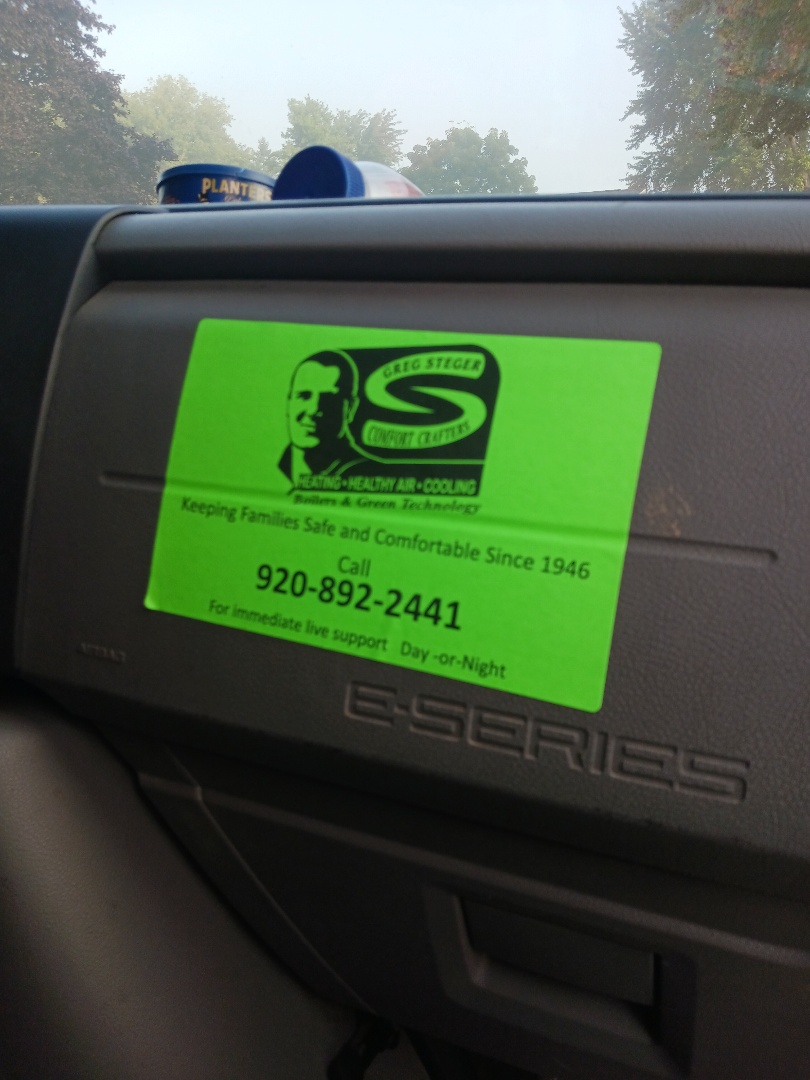 PLANTERS
GREG STEGER
COMFORT CRAFTERS
HEATING • HEALTHY AIR • COOLING
Boilers & Green Technology
Keeping Families Safe and Comfortable Since 1946
Call
920-892-2441
For immediate live support Day -or-Night
E-SERIES